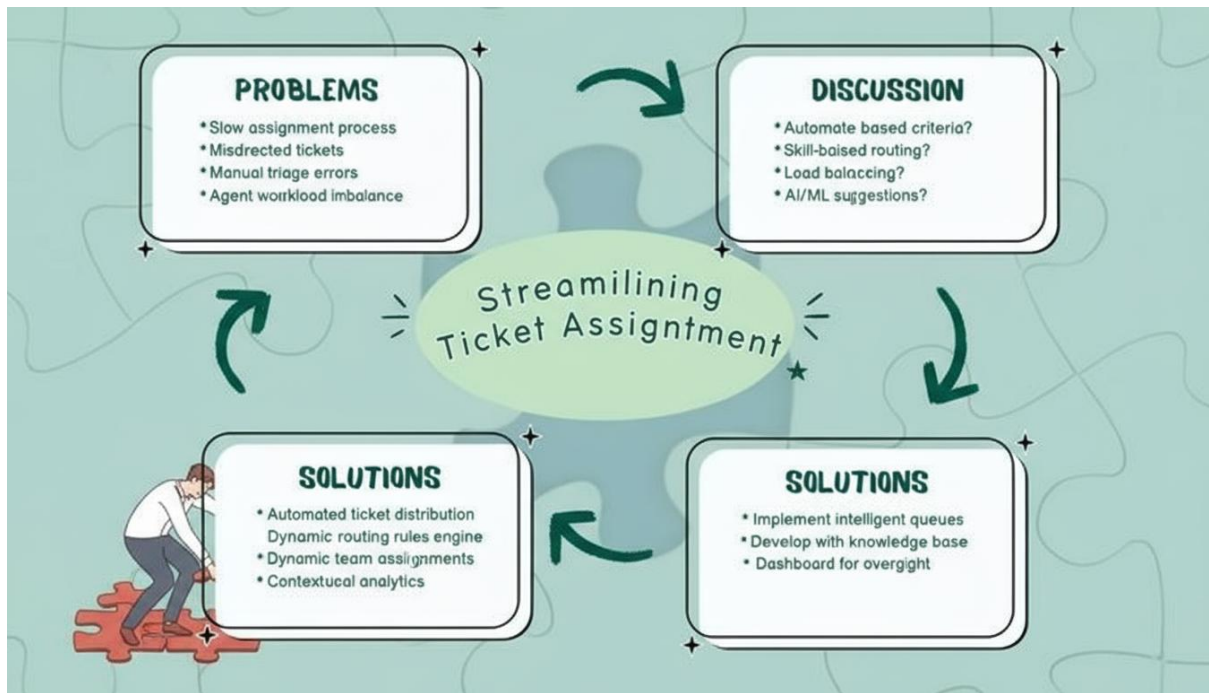 PROBLEMS
* Slow assignment process
* Misdrected tickets
* Manual triage errors
* Agent workload imbalance
DISCUSSION
* Automate based criteria?
* Skill-baised routing?
* Load balaccing?
* AI/ML suggestions?
Streamilining
Ticket Assigntment
SOLUTIONS
* Automated ticket distribution
Dynamic routing rules engine
* Dynamic team assignments
* Contextucal analytics
SOLUTIONS
* Implement intelligent queues
* Develop with knowledge base
* Dashboard for overgight